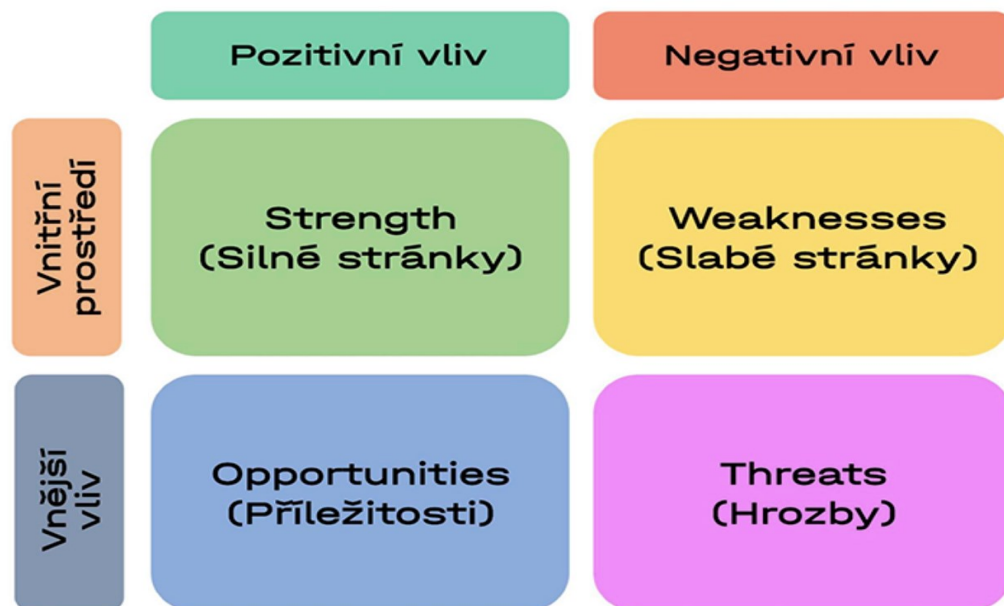 Pozitivní vliv
Negativní vliv
Vnitřní
prostředí
Strength
(Silné stránky)
Weaknesses
(Slabé stránky)
Vnější
vliv
Opportunities
(Příležitosti)
Threats
(Hrozby)